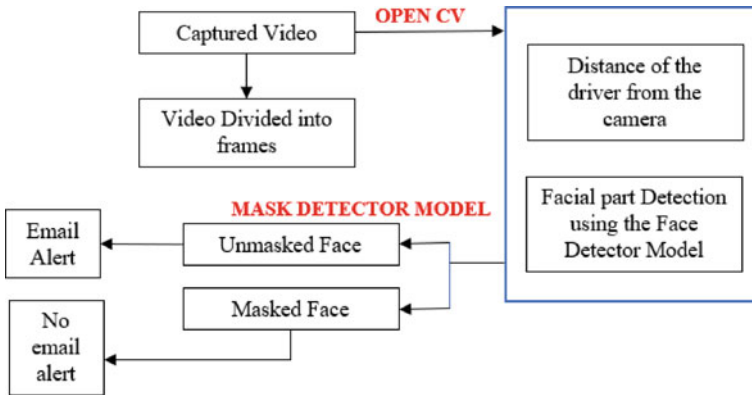 OPEN CV
Captured Video
Distance of the
driver from the
camera
Video Divided into
frames
Facial part Detection
using the Face
Detector Model
MASK DETECTOR MODEL
Email
Alert
Unmasked Face
Masked Face
No
email
alert